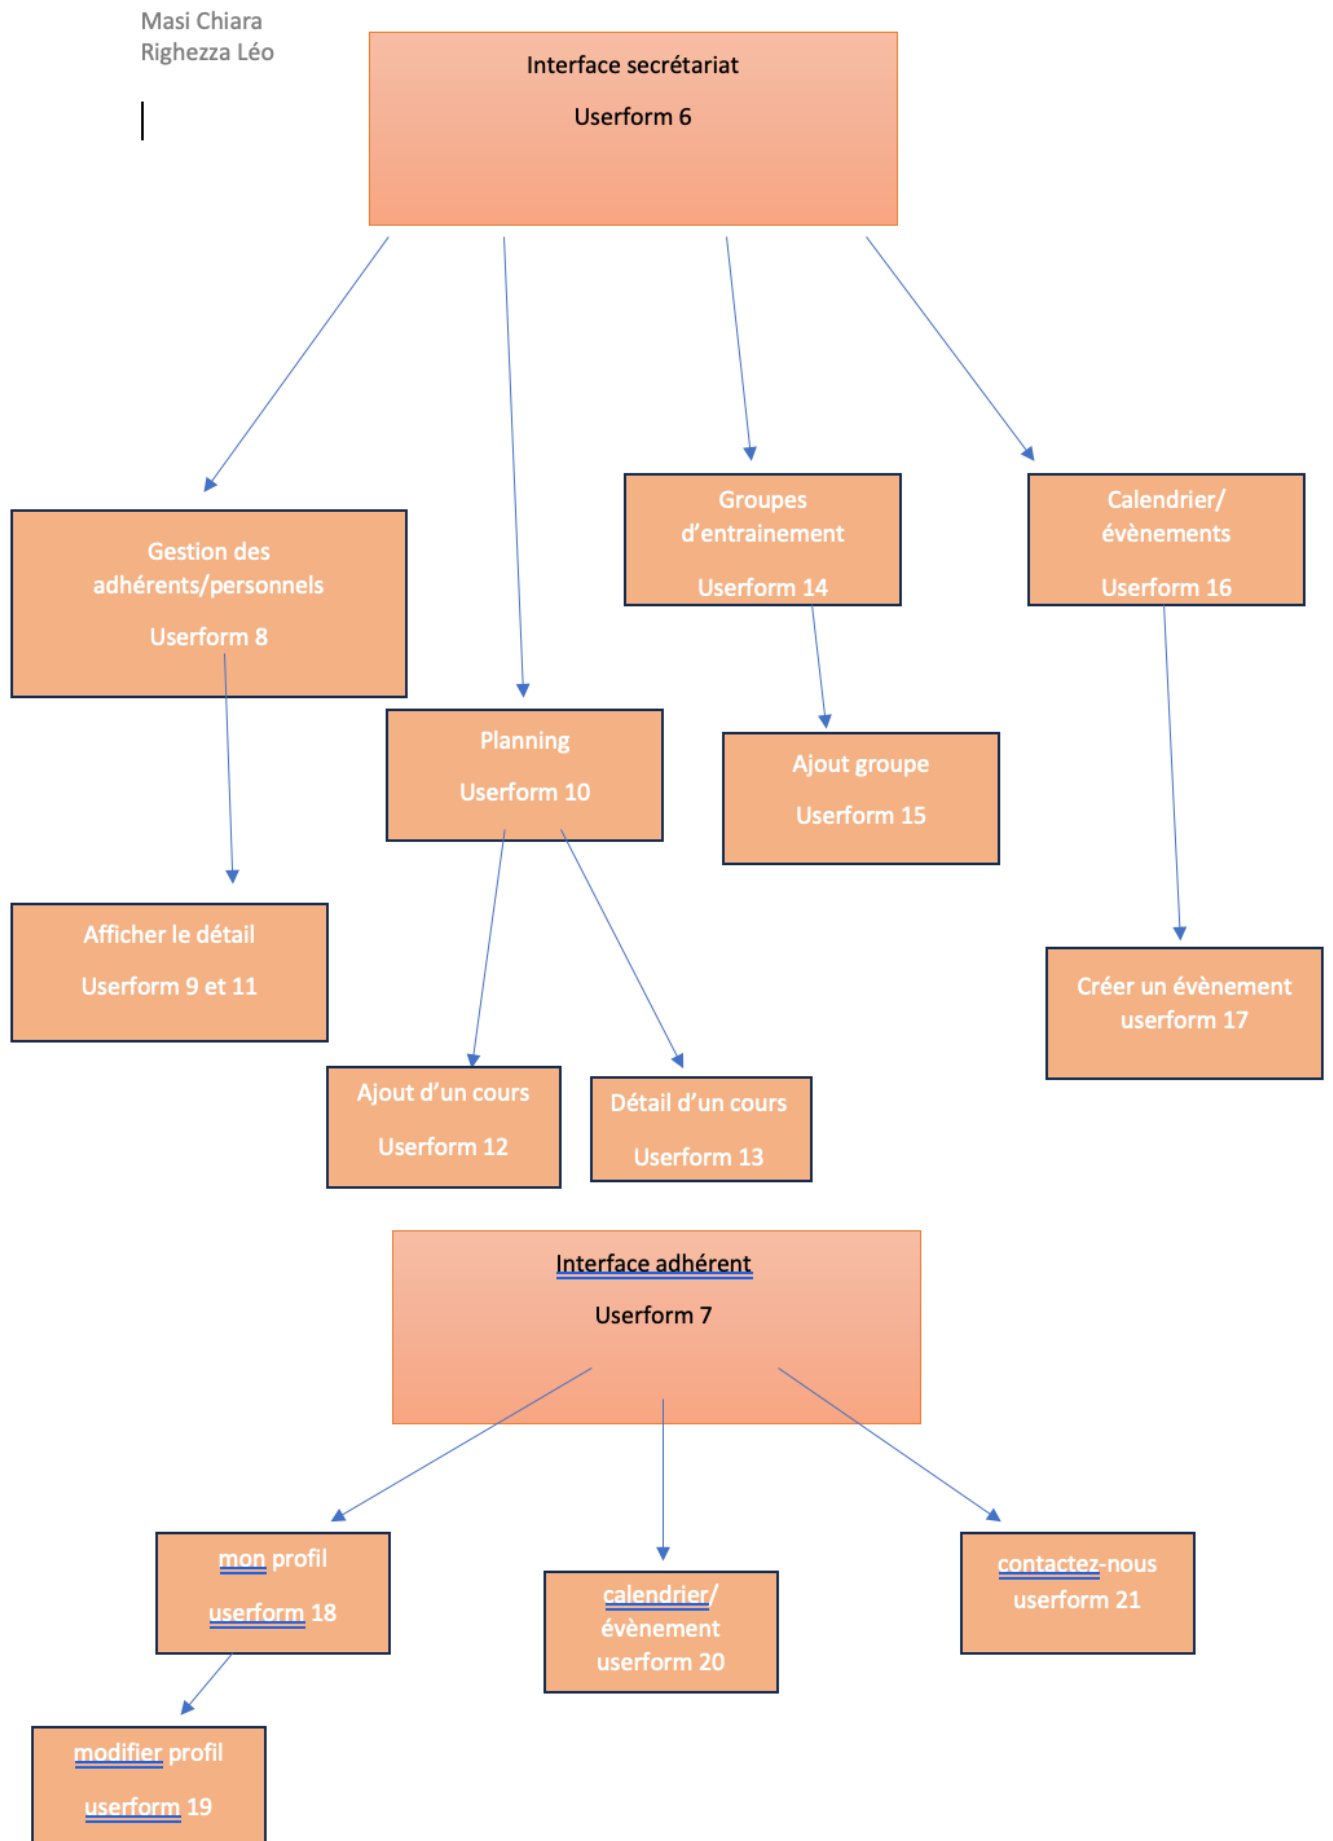 Masi Chiara
Righezza Léo
Interface secrétariat
Userform 6
Gestion des
adhérents/personnels
Userform 8
Planning
Userform 10
Groupes
d’entrainement
Userform 14
Calendrier/
évènements
Userform 16
Ajout groupe
Userform 15
Afficher le détail
Userform 9 et 11
Ajout d’un cours
Userform 12
Détail d’un cours
Userform 13
Créer un évènement
userform 17
Interface adhérent
Userform 7
mon profil
userform 18
calendrier/
évènement
userform 20
contactez-nous
userform 21
modifier profil
userform 19